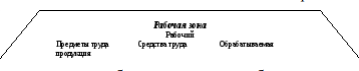 Рабочая зона
Рабочий
Предметы труда Средства труда Обрабатываемая
продукция